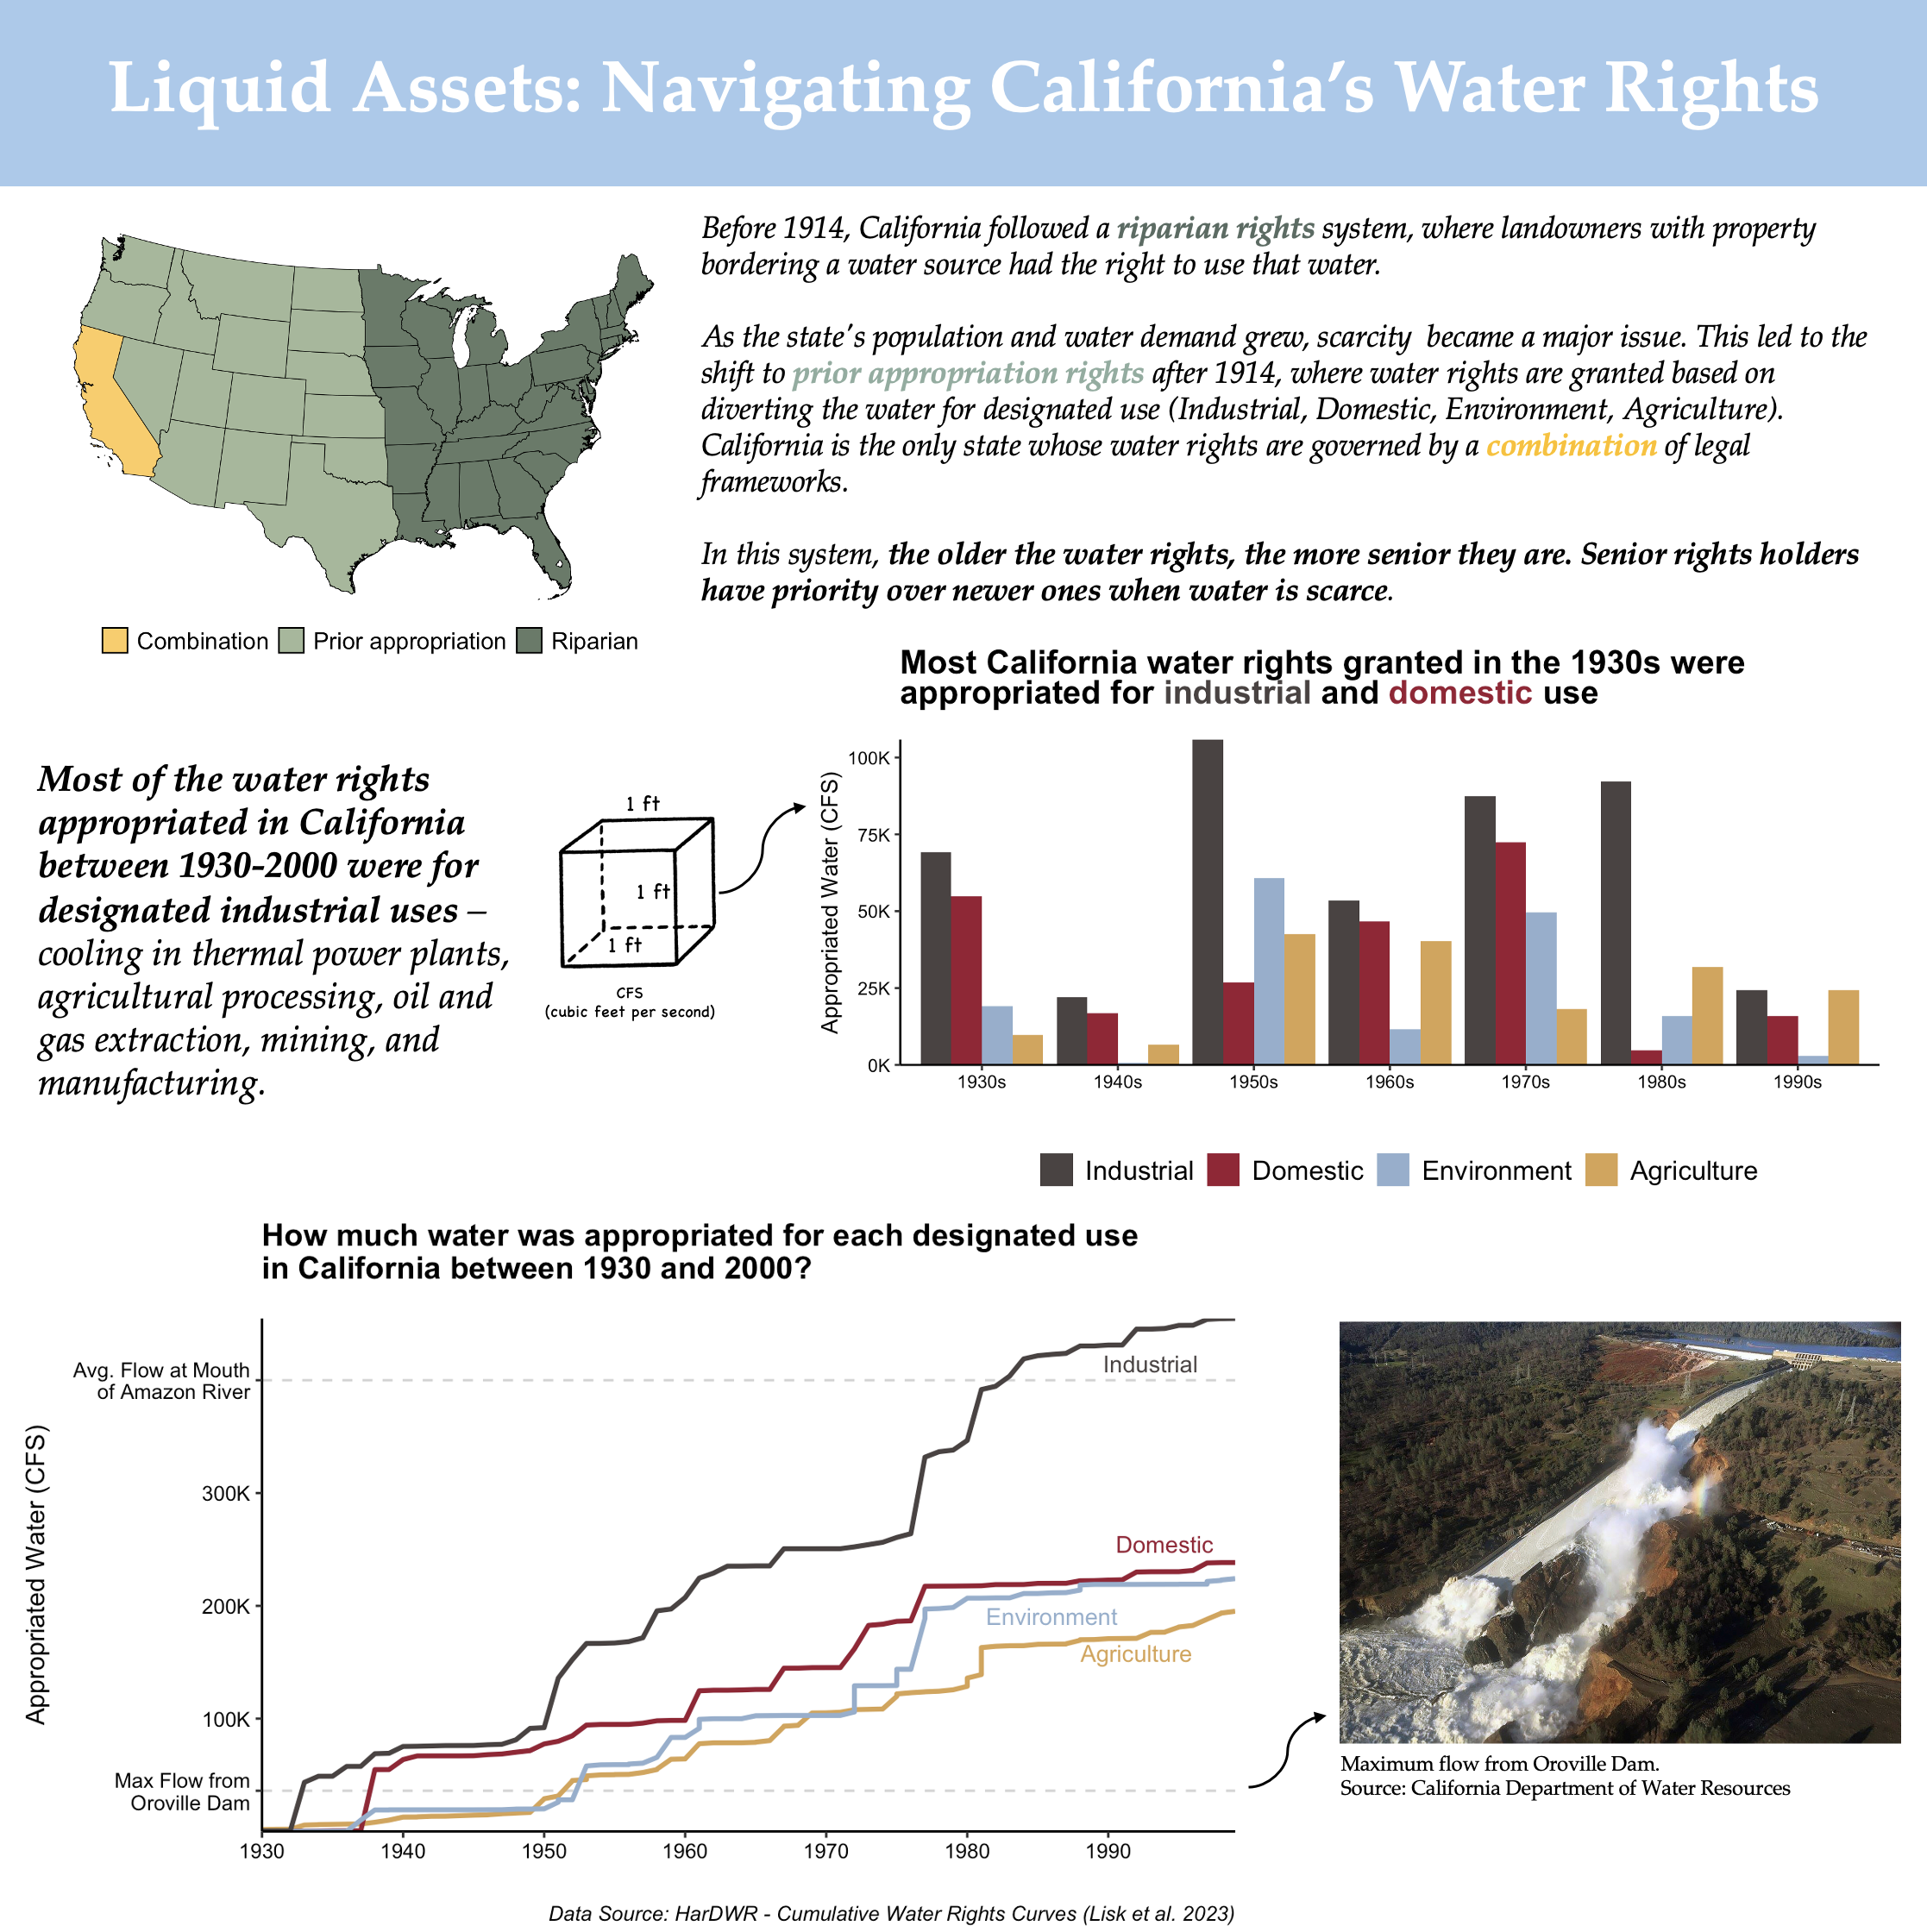 Liquid Assets: Navigating California’s Water Rights
Before 1914, California followed a riparian rights system, where landowners with property
bordering a water source had the right to use that water.
As the state’s population and water demand grew, scarcity  became a major issue. This led to the
shift to prior appropriation rights after 1914, where water rights are granted based on
diverting the water for designated use (Industrial, Domestic, Environment, Agriculture).
California is the only state whose water rights are governed by a combination of legal
frameworks.
In this system, the older the water rights, the more senior they are. Senior rights holders
have priority over newer ones when water is scarce.
Combination Prior appropriation Riparian
Most California water rights granted in the 1930s were
appropriated for industrial and domestic use
Most of the water rights
appropriated in California
between 1930-2000 were for
designated industrial uses –
cooling in thermal power plants,
agricultural processing, oil and
gas extraction, mining, and
manufacturing.
1 ft
1 ft
1 ft
CFS
(cubic feet per second)
Appropriated Water (CFS)
100K
75K
50K
25K
0K
1930s 1940s 1950s 1960s 1970s 1980s 1990s
Industrial Domestic Environment Agriculture
How much water was appropriated for each designated use
in California between 1930 and 2000?
Appropriated Water (CFS)
Avg. Flow at Mouth
of Amazon River
300K
200K
100K
Max Flow from
Oroville Dam
Industrial
Domestic
Environment
Agriculture
1930 1940 1950 1960 1970 1980 1990
Maximum flow from Oroville Dam.
Source: California Department of Water Resources
Data Source: HarDWR - Cumulative Water Rights Curves (Lisk et al. 2023)